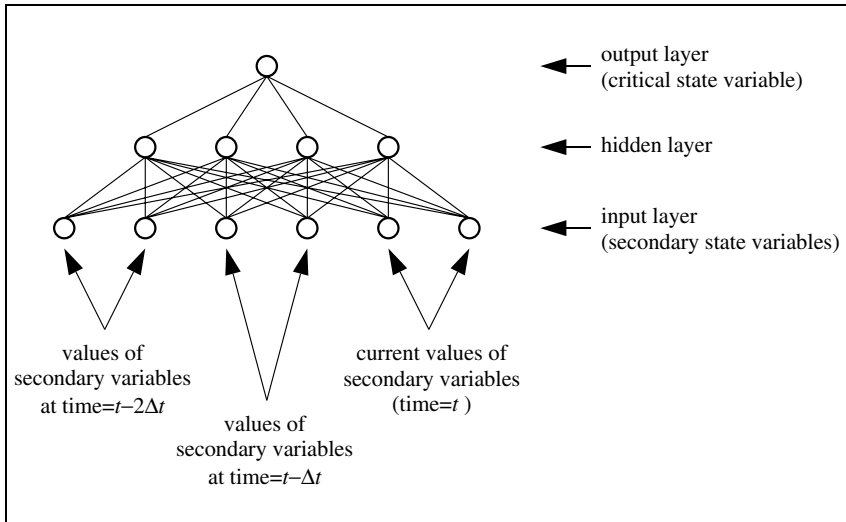 output layer
(critical state variable)
hidden layer
input layer
(secondary state variables)
values of
secondary variables
at time=t−2Δt
values of
secondary variables
at time=t−Δt
current values of
secondary variables
(time=t )